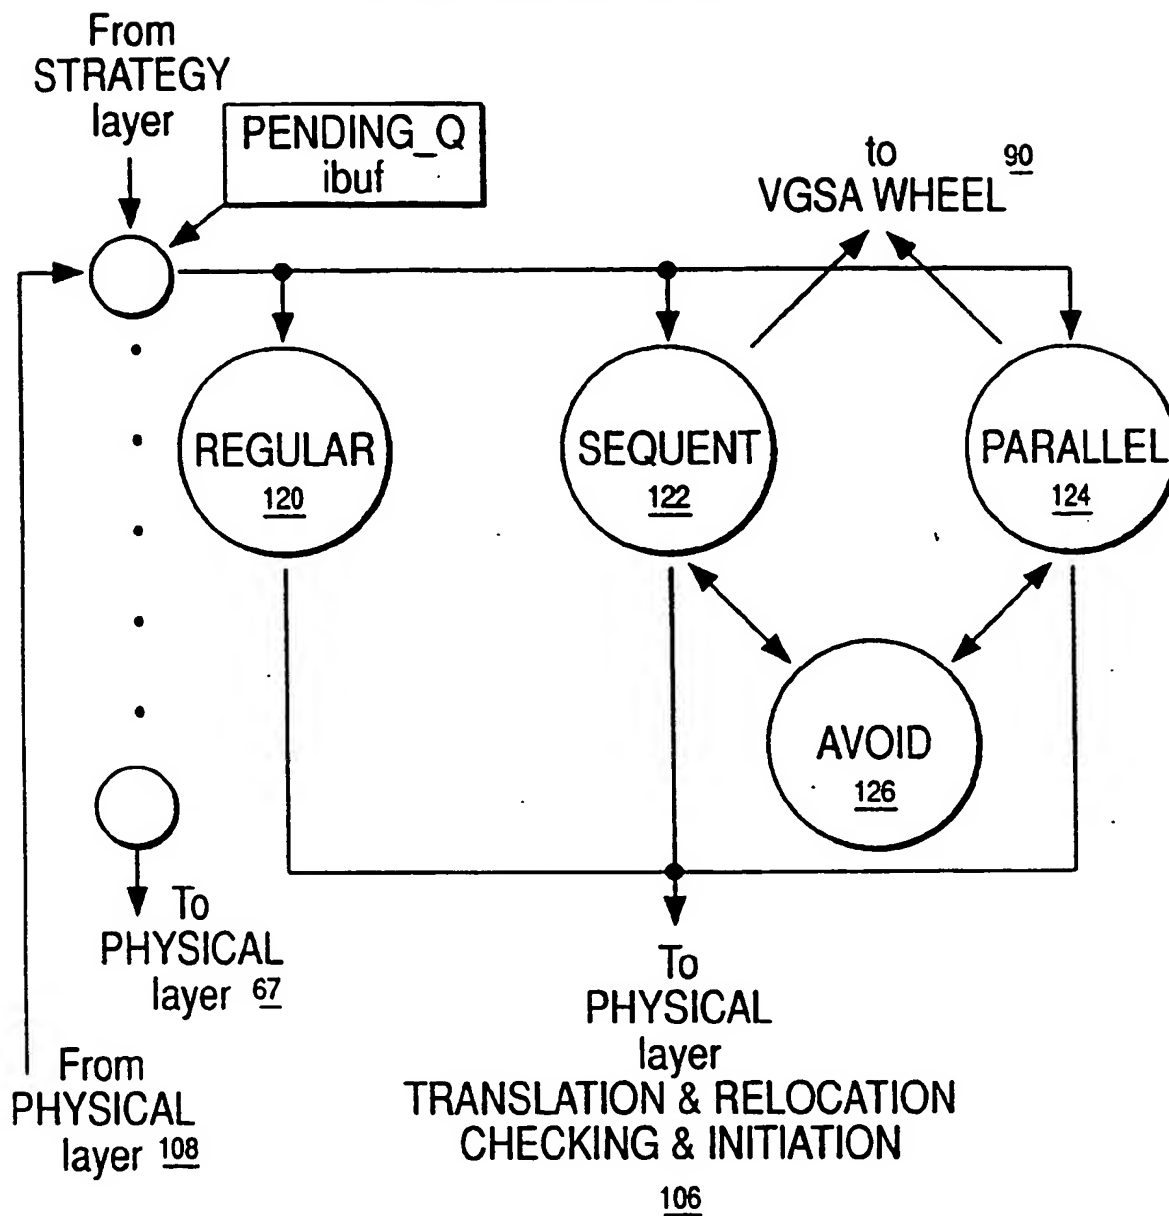 From
STRATEGY
layer
PENDING_Q
ibuf
to
VGSA WHEEL 90
REGULAR
120
SEQUENT
122
PARALLEL
124
AVOID
126
To
PHYSICAL
layer 67
From
PHYSICAL
layer 108
To
PHYSICAL
layer
TRANSLATION & RELOCATION
CHECKING & INITIATION
106